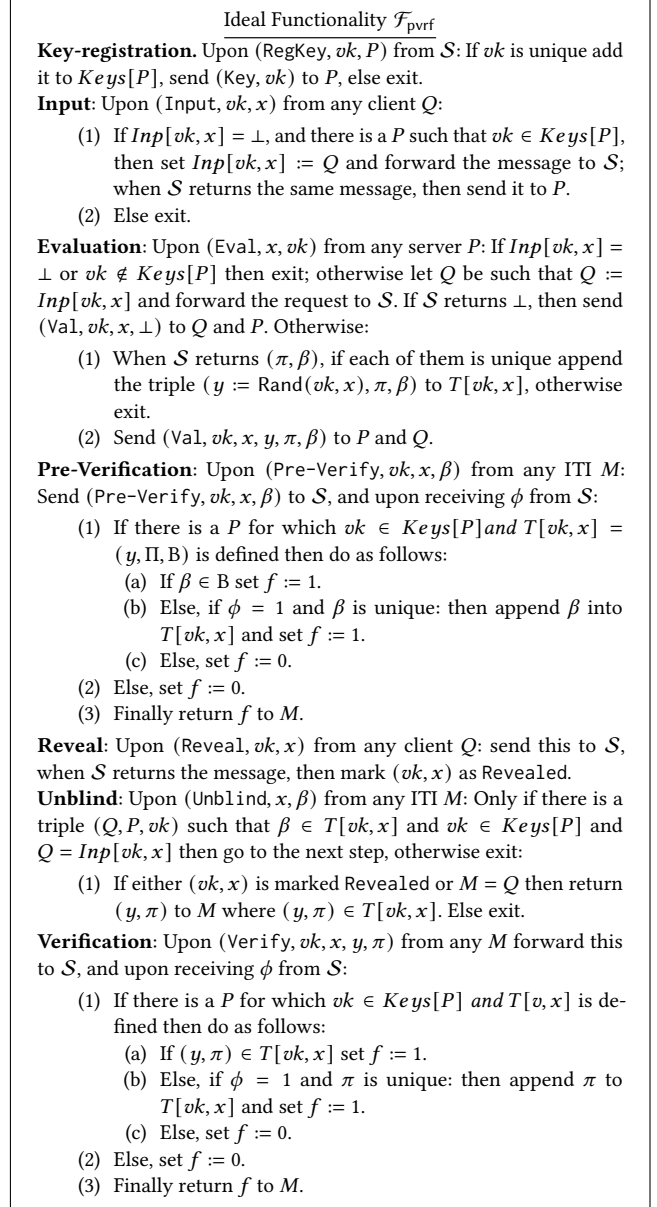 Ideal Functionality ℱ_pvrf
Key-registration. Upon (RegKey, vk, P) from 𝒮: If vk is unique add
it to Keys[P], send (Key, vk) to P, else exit.
Input: Upon (Input, vk, x) from any client Q:
(1) If Inp[vk, x] = ⊥, and there is a P such that vk ∈ Keys[P],
then set Inp[vk, x] := Q and forward the message to 𝒮;
when 𝒮 returns the same message, then send it to P.
(2) Else exit.
Evaluation: Upon (Eval, x, vk) from any server P: If Inp[vk, x] =
⊥ or vk ∉ Keys[P] then exit; otherwise let Q be such that Q :=
Inp[vk, x] and forward the request to 𝒮. If 𝒮 returns ⊥, then send
(Val, vk, x, ⊥) to Q and P. Otherwise:
(1) When 𝒮 returns (π, β), if each of them is unique append
the triple (y := Rand(vk, x), π, β) to T[vk, x], otherwise
exit.
(2) Send (Val, vk, x, y, π, β) to P and Q.
Pre-Verification: Upon (Pre-Verify, vk, x, β) from any ITI M:
Send (Pre-Verify, vk, x, β) to 𝒮, and upon receiving ϕ from 𝒮:
(1) If there is a P for which vk ∈ Keys[P]and T[vk, x] =
(y, Π, B) is defined then do as follows:
(a) If β ∈ B set f := 1.
(b) Else, if ϕ = 1 and β is unique: then append β into
T[vk, x] and set f := 1.
(c) Else, set f := 0.
(2) Else, set f := 0.
(3) Finally return f to M.
Reveal: Upon (Reveal, vk, x) from any client Q: send this to 𝒮,
when 𝒮 returns the message, then mark (vk, x) as Revealed.
Unblind: Upon (Unblind, x, β) from any ITI M: Only if there is a
triple (Q, P, vk) such that β ∈ T[vk, x] and vk ∈ Keys[P] and
Q = Inp[vk, x] then go to the next step, otherwise exit:
(1) If either (vk, x) is marked Revealed or M = Q then return
(y, π) to M where (y, π) ∈ T[vk, x]. Else exit.
Verification: Upon (Verify, vk, x, y, π) from any M forward this
to 𝒮, and upon receiving ϕ from 𝒮:
(1) If there is a P for which vk ∈ Keys[P] and T[v, x] is de-
fined then do as follows:
(a) If (y, π) ∈ T[vk, x] set f := 1.
(b) Else, if ϕ = 1 and π is unique: then append π to
T[vk, x] and set f := 1.
(c) Else, set f := 0.
(2) Else, set f := 0.
(3) Finally return f to M.